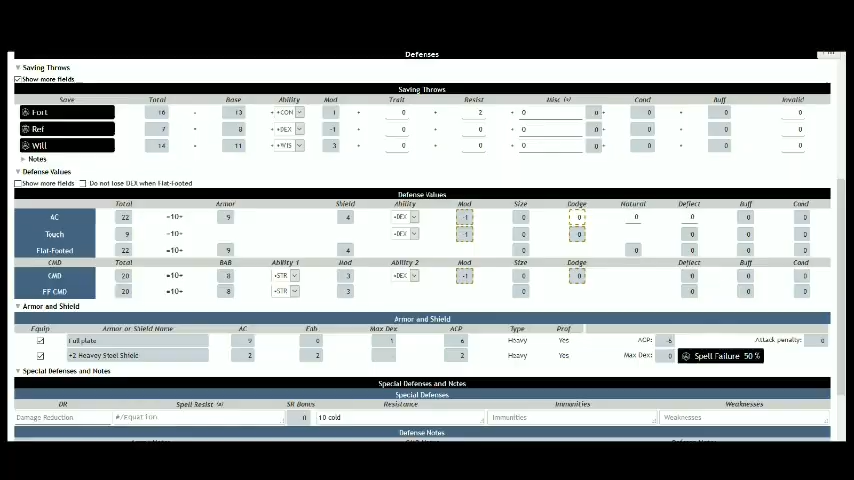 Defenses
Saving Throws
Show more fields
Saving Throws
Save Total Base Ability Mod Trait Resist Misc Cond Buff Invalid
Fort 16 = 13 + +CON 1 + 0 + 2 + 0 0 + 0 + 0 0
Ref 7 = 8 + +DEX -1 + 0 + 0 + 0 0 + 0 + 0 0
Will 14 = 11 + +WIS 3 + 0 + 0 + 0 0 + 0 + 0 0
Notes
Defense Values
Show more fields Do not lose DEX when Flat-Footed
Defense Values
Total Armor Shield Ability Mod Size Dodge Natural Deflect Buff Cond
AC 22 =10+ 9 4 +DEX -1 0 0 0 0 0 0
Touch 9 =10+ +DEX -1 0 0 0 0 0
Flat-Footed 22 =10+ 9 4 0 0 0 0 0
CMD Total BAB Ability 1 Mod Ability 2 Mod Size Dodge Deflect Buff Cond
CMD 20 =10+ 8 +STR 3 +DEX -1 0 0 0 0 0
FF CMD 20 =10+ 8 +STR 3 0 0 0 0
Armor and Shield
Armor and Shield
Equip Armor or Shield Name AC Enh Max Dex ACP Type Prof
Full plate 9 0 1 6 Heavy Yes ACP: -6 Attack penalty: 0
+2 Heavey Steel Shield 2 2 - 2 Heavy Yes Max Dex: 0 Spell Failure 50 %
Special Defenses and Notes
Special Defenses and Notes
Special Defenses
DR Spell Resist SR Bonus Resistance Immunities Weaknesses
Damage Reduction #/Equation 0 10 cold Immunities Weaknesses
Defense Notes